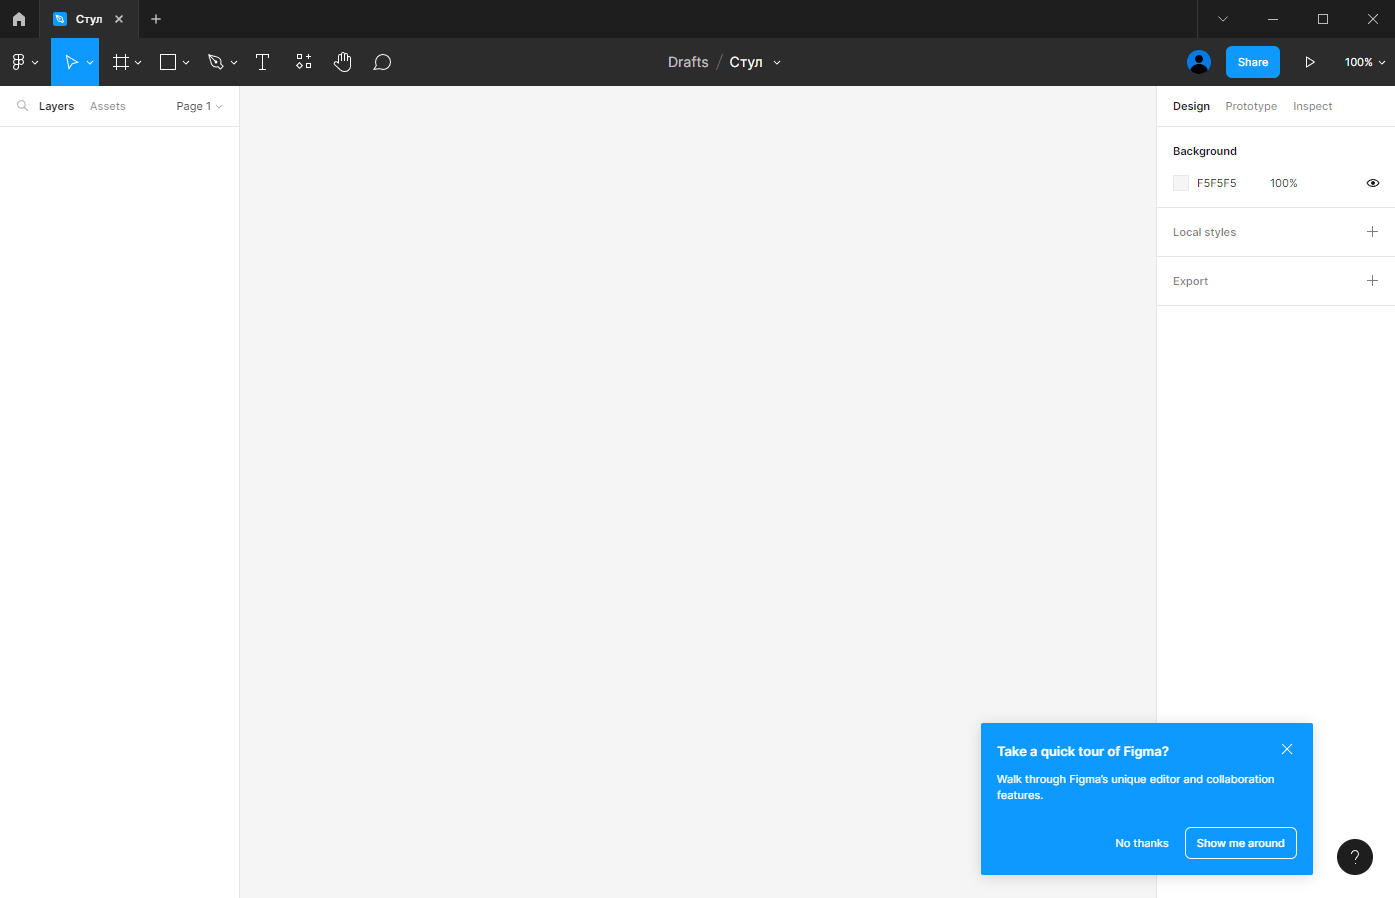 Стул
Drafts / Стул
Share
100%
Layers Assets Page 1
Design Prototype Inspect
Background
F5F5F5 100%
Local styles
Export
Take a quick tour of Figma?
Walk through Figma's unique editor and collaboration
features.
No thanks Show me around
?